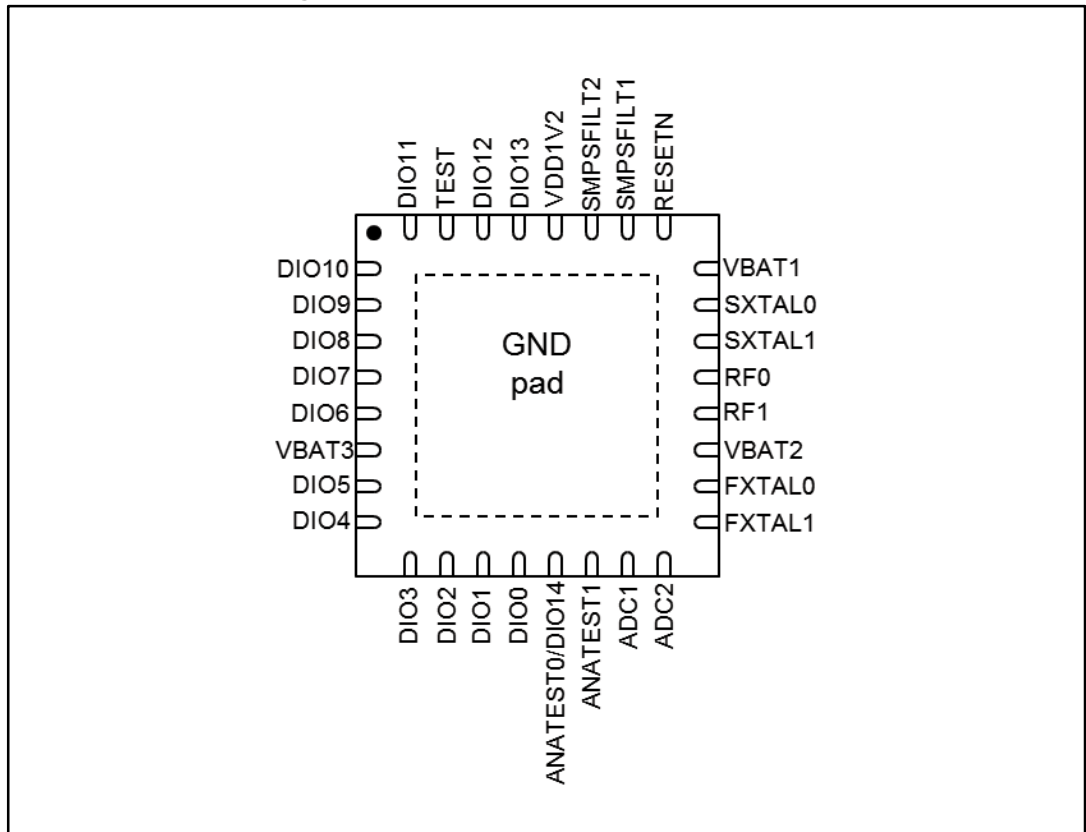 DIO11
TEST
DIO12
DIO13
VDD1V2
SMPSFILT2
SMPSFILT1
RESETN
DIO10
DIO9
DIO8
DIO7
DIO6
VBAT3
DIO5
DIO4
GND
pad
VBAT1
SXTAL0
SXTAL1
RF0
RF1
VBAT2
FXTAL0
FXTAL1
DIO3
DIO2
DIO1
DIO0
ANATEST0/DIO14
ANATEST1
ADC1
ADC2